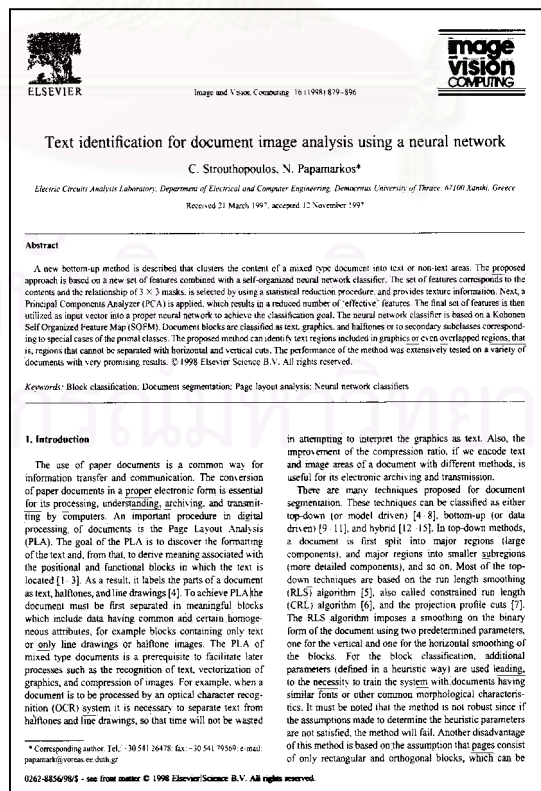 ELSEVIER
Image and Vision Computing 16 (1998) 879–896
image
vision
COMPUTING
Text identification for document image analysis using a neural network
C. Strouthopoulos, N. Papamarkos*
Electric Circuits Analysis Laboratory, Department of Electrical and Computer Engineering, Democritus University of Thrace, 67100 Xanthi, Greece
Received 21 March 1997, accepted 12 November 1997
Abstract
A new bottom-up method is described that clusters the content of a mixed type document into text or non-text areas. The proposed
approach is based on a new set of features combined with a self-organized neural network classifier. The set of features corresponds to the
contents and the relationship of 3 × 3 masks, is selected by using a statistical reduction procedure, and provides texture information. Next, a
Principal Components Analyzer (PCA) is applied, which results in a reduced number of 'effective' features. The final set of features is then
utilized as input vector into a proper neural network to achieve the classification goal. The neural network classifier is based on a Kohonen
Self Organized Feature Map (SOFM). Document blocks are classified as text, graphics, and halftones or to secondary subclasses correspond-
ing to special cases of the primal classes. The proposed method can identify text regions included in graphics or even overlapped regions, that
is, regions that cannot be separated with horizontal and vertical cuts. The performance of the method was extensively tested on a variety of
documents with very promising results. © 1998 Elsevier Science B.V. All rights reserved.
Keywords: Block classification; Document segmentation; Page layout analysis; Neural network classifiers
1. Introduction
The use of paper documents is a common way for
information transfer and communication. The conversion
of paper documents in a proper electronic form is essential
for its processing, understanding, archiving, and transmit-
ting by computers. An important procedure in digital
processing of documents is the Page Layout Analysis
(PLA). The goal of the PLA is to discover the formatting
of the text and, from that, to derive meaning associated with
the positional and functional blocks in which the text is
located [1–3]. As a result, it labels the parts of a document
as text, halftones, and line drawings [4]. To achieve PLA the
document must be first separated in meaningful blocks
which include data having common and certain homoge-
neous attributes, for example blocks containing only text
or only line drawings or halftone images. The PLA of
mixed type documents is a prerequisite to facilitate later
processes such as the recognition of text, vectorization of
graphics, and compression of images. For example, when a
document is to be processed by an optical character recog-
nition (OCR) system it is necessary to separate text from
halftones and line drawings, so that time will not be wasted
* Corresponding author. Tel.: +30 541 26478; fax: +30 541 79569; e-mail:
papamark@voreas.ee.duth.gr
in attempting to interpret the graphics as text. Also, the
improvement of the compression ratio, if we encode text
and image areas of a document with different methods, is
useful for its electronic archiving and transmission.
There are many techniques proposed for document
segmentation. These techniques can be classified as either
top-down (or model driven) [4–8], bottom-up (or data
driven) [9–11], and hybrid [12–15]. In top-down methods,
a document is first split into major regions (large
components), and major regions into smaller subregions
(more detailed components), and so on. Most of the top-
down techniques are based on the run length smoothing
(RLS) algorithm [5], also called constrained run length
(CRL) algorithm [6], and the projection profile cuts [7].
The RLS algorithm imposes a smoothing on the binary
form of the document using two predetermined parameters,
one for the vertical and one for the horizontal smoothing of
the blocks. For the block classification, additional
parameters (defined in a heuristic way) are used leading,
to the necessity to train the system with documents having
similar fonts or other common morphological characteris-
tics. It must be noted that the method is not robust since if
the assumptions made to determine the heuristic parameters
are not satisfied, the method will fail. Another disadvantage
of this method is based on the assumption that pages consist
of only rectangular and orthogonal blocks, which can be
0262-8856/98/$ - see front matter © 1998 Elsevier Science B.V. All rights reserved.